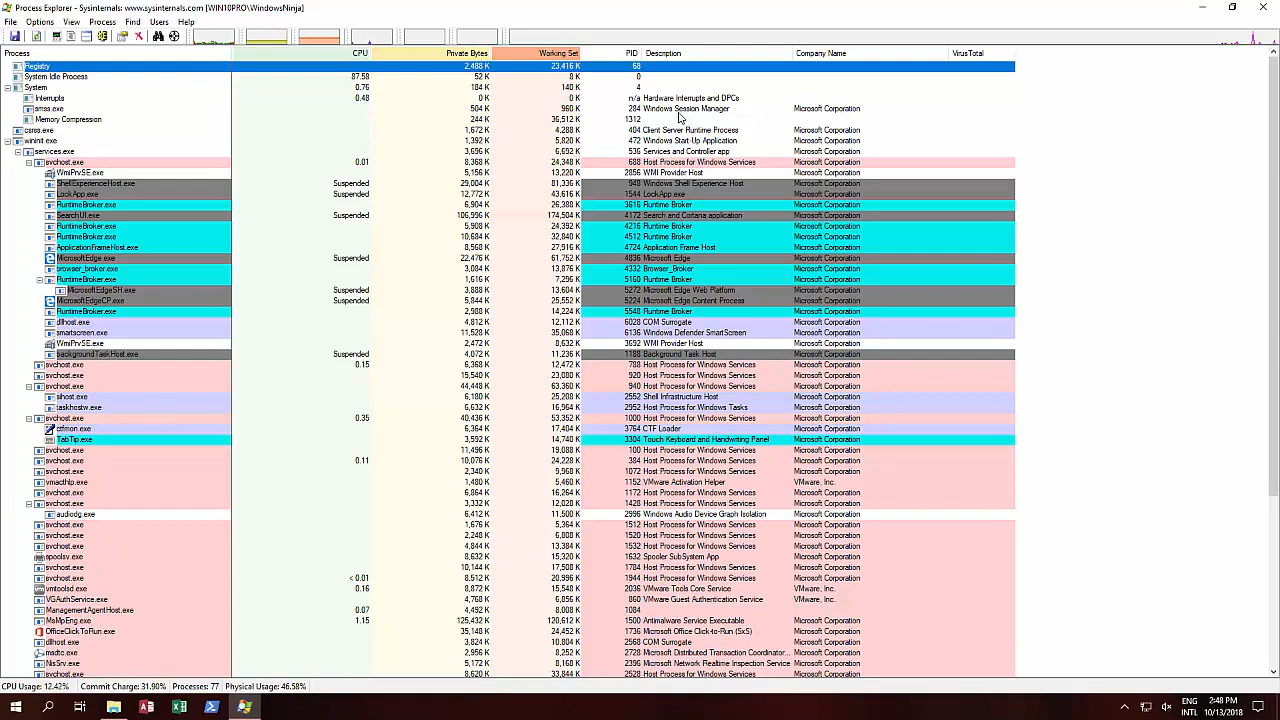 Process Explorer - Sysinternals: www.sysinternals.com [WIN10PRO\WindowsNinja]
File Options View Process Find Users Help
Process CPU Private Bytes Working Set PID Description Company Name VirusTotal
Registry 2,488 K 23,416 K 68
System Idle Process 87.58 52 K 8 K 0
System 0.76 184 K 140 K 4
Interrupts 0.48 0 K 0 K n/a Hardware Interrupts and DPCs
smss.exe 504 K 960 K 284 Windows Session Manager Microsoft Corporation
Memory Compression 244 K 36,512 K 1312
csrss.exe 1,672 K 4,288 K 404 Client Server Runtime Process Microsoft Corporation
wininit.exe 1,392 K 5,820 K 472 Windows Start-Up Application Microsoft Corporation
services.exe 3,696 K 6,692 K 536 Services and Controller app Microsoft Corporation
svchost.exe 0.01 8,368 K 24,348 K 688 Host Process for Windows Services Microsoft Corporation
WmiPrvSE.exe 5,156 K 13,220 K 2856 WMI Provider Host Microsoft Corporation
ShellExperienceHost.exe Suspended 29,004 K 81,336 K 948 Windows Shell Experience Host Microsoft Corporation
LockApp.exe Suspended 12,772 K 43,616 K 1544 LockApp.exe Microsoft Corporation
RuntimeBroker.exe 6,904 K 26,388 K 3616 Runtime Broker Microsoft Corporation
SearchUI.exe Suspended 106,996 K 174,504 K 4172 Search and Cortana application Microsoft Corporation
RuntimeBroker.exe 5,908 K 24,392 K 4216 Runtime Broker Microsoft Corporation
RuntimeBroker.exe 10,684 K 32,840 K 4512 Runtime Broker Microsoft Corporation
ApplicationFrameHost.exe 8,568 K 27,916 K 4724 Application Frame Host Microsoft Corporation
MicrosoftEdge.exe Suspended 22,476 K 61,752 K 4836 Microsoft Edge Microsoft Corporation
browser_broker.exe 3,084 K 13,876 K 4332 Browser_Broker Microsoft Corporation
RuntimeBroker.exe 1,616 K 7,296 K 5160 Runtime Broker Microsoft Corporation
MicrosoftEdgeSH.exe Suspended 3,888 K 13,604 K 5272 Microsoft Edge Web Platform Microsoft Corporation
MicrosoftEdgeCP.exe Suspended 5,844 K 25,552 K 5224 Microsoft Edge Content Process Microsoft Corporation
RuntimeBroker.exe 2,988 K 14,224 K 5548 Runtime Broker Microsoft Corporation
dllhost.exe 4,812 K 12,112 K 6028 COM Surrogate Microsoft Corporation
smartscreen.exe 11,528 K 35,068 K 6136 Windows Defender SmartScreen Microsoft Corporation
WmiPrvSE.exe 2,472 K 8,632 K 3692 WMI Provider Host Microsoft Corporation
backgroundTaskHost.exe Suspended 4,072 K 11,236 K 1188 Background Task Host Microsoft Corporation
svchost.exe 0.15 6,368 K 12,472 K 788 Host Process for Windows Services Microsoft Corporation
svchost.exe 15,540 K 23,080 K 920 Host Process for Windows Services Microsoft Corporation
svchost.exe 44,448 K 63,360 K 940 Host Process for Windows Services Microsoft Corporation
sihost.exe 6,180 K 25,208 K 2552 Shell Infrastructure Host Microsoft Corporation
taskhostw.exe 6,632 K 16,964 K 2952 Host Process for Windows Tasks Microsoft Corporation
svchost.exe 0.35 40,436 K 53,352 K 1000 Host Process for Windows Services Microsoft Corporation
ctfmon.exe 6,364 K 17,404 K 3764 CTF Loader Microsoft Corporation
TabTip.exe 3,592 K 14,740 K 3304 Touch Keyboard and Handwriting Panel Microsoft Corporation
svchost.exe 11,496 K 19,088 K 100 Host Process for Windows Services Microsoft Corporation
svchost.exe 0.11 10,076 K 24,228 K 384 Host Process for Windows Services Microsoft Corporation
svchost.exe 2,340 K 9,968 K 1072 Host Process for Windows Services Microsoft Corporation
vmacthlp.exe 1,480 K 5,460 K 1152 VMware Activation Helper VMware, Inc.
svchost.exe 6,864 K 16,264 K 1172 Host Process for Windows Services Microsoft Corporation
svchost.exe 3,332 K 12,028 K 1428 Host Process for Windows Services Microsoft Corporation
audiodg.exe 6,412 K 11,500 K 2996 Windows Audio Device Graph Isolation Microsoft Corporation
svchost.exe 1,676 K 5,364 K 1512 Host Process for Windows Services Microsoft Corporation
svchost.exe 2,248 K 6,808 K 1520 Host Process for Windows Services Microsoft Corporation
svchost.exe 4,844 K 13,384 K 1532 Host Process for Windows Services Microsoft Corporation
spoolsv.exe 8,632 K 15,320 K 1632 Spooler SubSystem App Microsoft Corporation
svchost.exe 10,144 K 17,508 K 1784 Host Process for Windows Services Microsoft Corporation
svchost.exe < 0.01 8,512 K 20,996 K 1944 Host Process for Windows Services Microsoft Corporation
vmtoolsd.exe 0.16 8,872 K 15,548 K 2036 VMware Tools Core Service VMware, Inc.
VGAuthService.exe 4,768 K 6,856 K 860 VMware Guest Authentication Service VMware, Inc.
ManagementAgentHost.exe 0.07 4,492 K 8,008 K 1084
MsMpEng.exe 1.15 125,432 K 120,612 K 1500 Antimalware Service Executable Microsoft Corporation
OfficeClickToRun.exe 35,148 K 24,452 K 1736 Microsoft Office Click-to-Run (SxS) Microsoft Corporation
dllhost.exe 3,824 K 10,804 K 2568 COM Surrogate Microsoft Corporation
msdtc.exe 2,956 K 8,252 K 2728 Microsoft Distributed Transaction Coordinator... Microsoft Corporation
NisSrv.exe 5,172 K 8,168 K 2396 Microsoft Network Realtime Inspection Service Microsoft Corporation
svchost.exe 8,620 K 33,844 K 2528 Host Process for Windows Services Microsoft Corporation
CPU Usage: 12.42% Commit Charge: 31.90% Processes: 77 Physical Usage: 46.58%
ENG 2:48 PM
INTL 10/13/2018